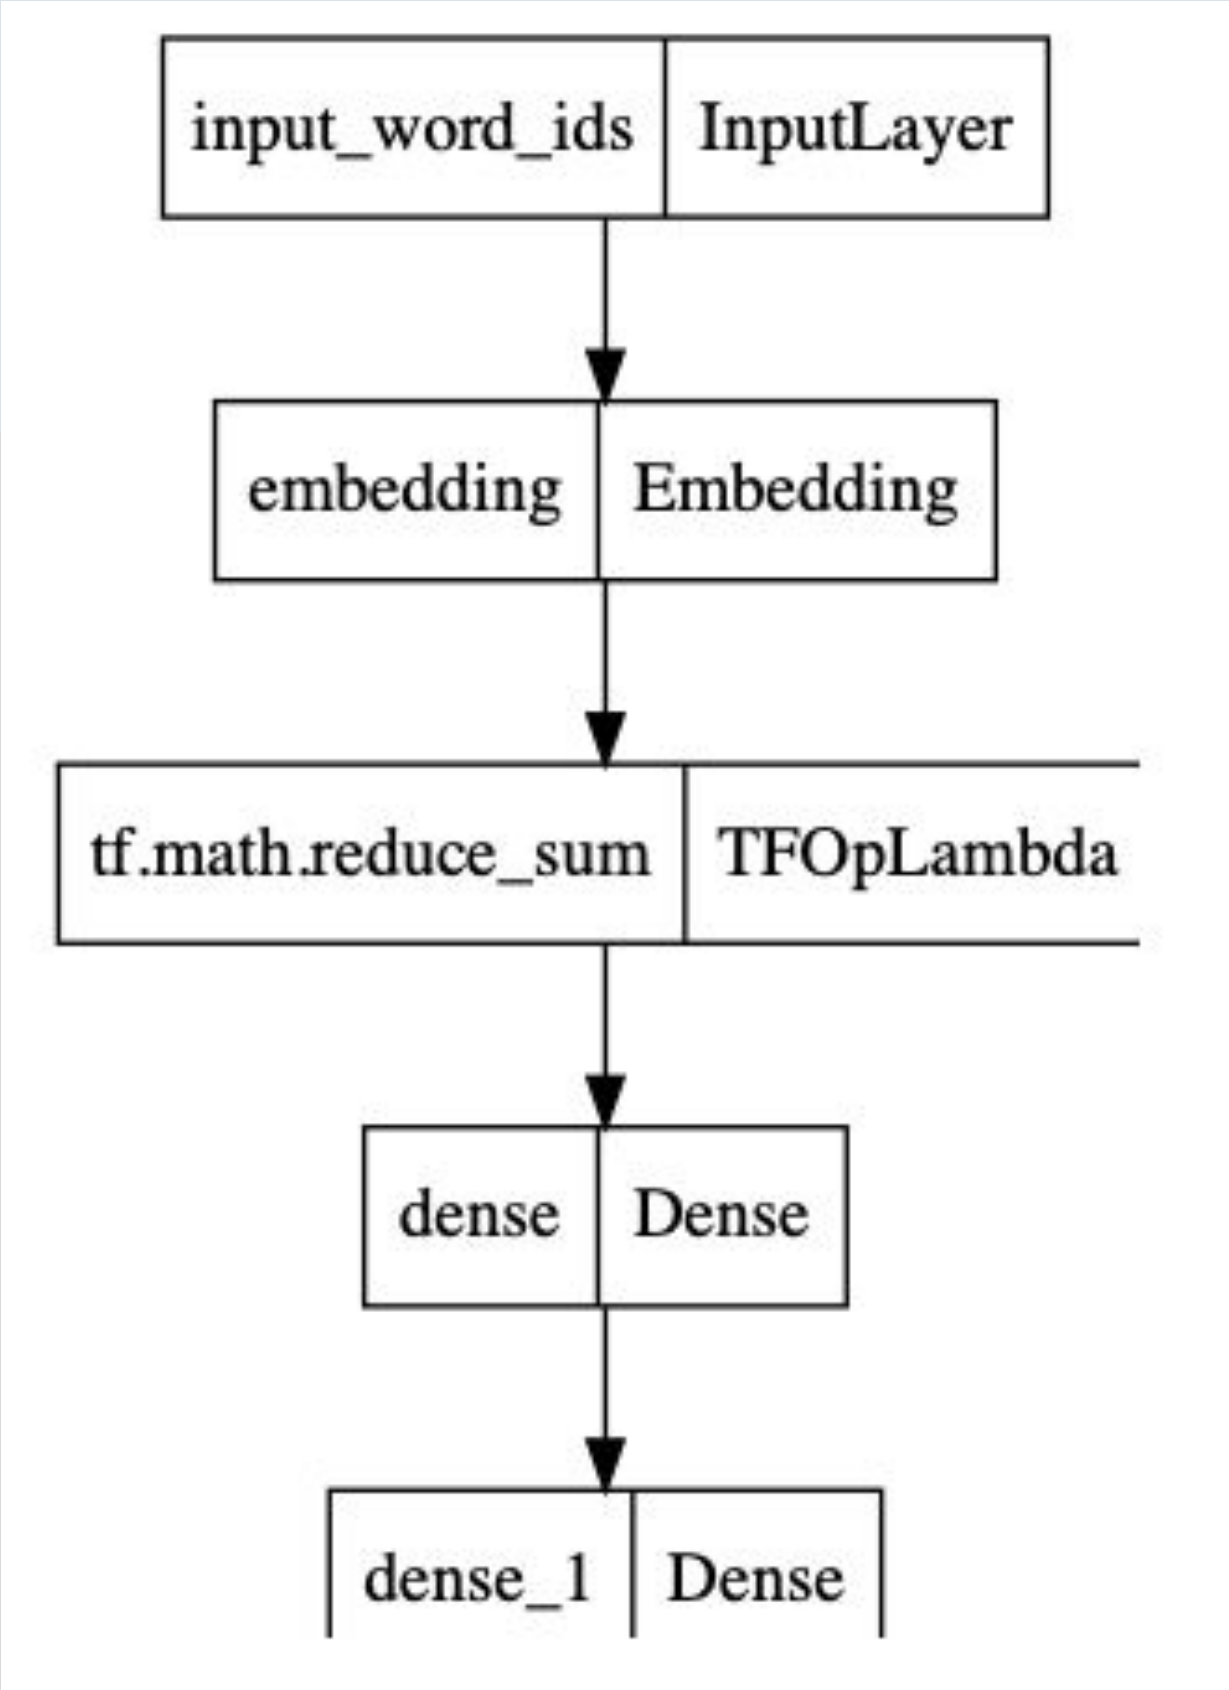 input_word_ids InputLayer
embedding Embedding
tf.math.reduce_sum TFOpLambda
dense Dense
dense_1 Dense